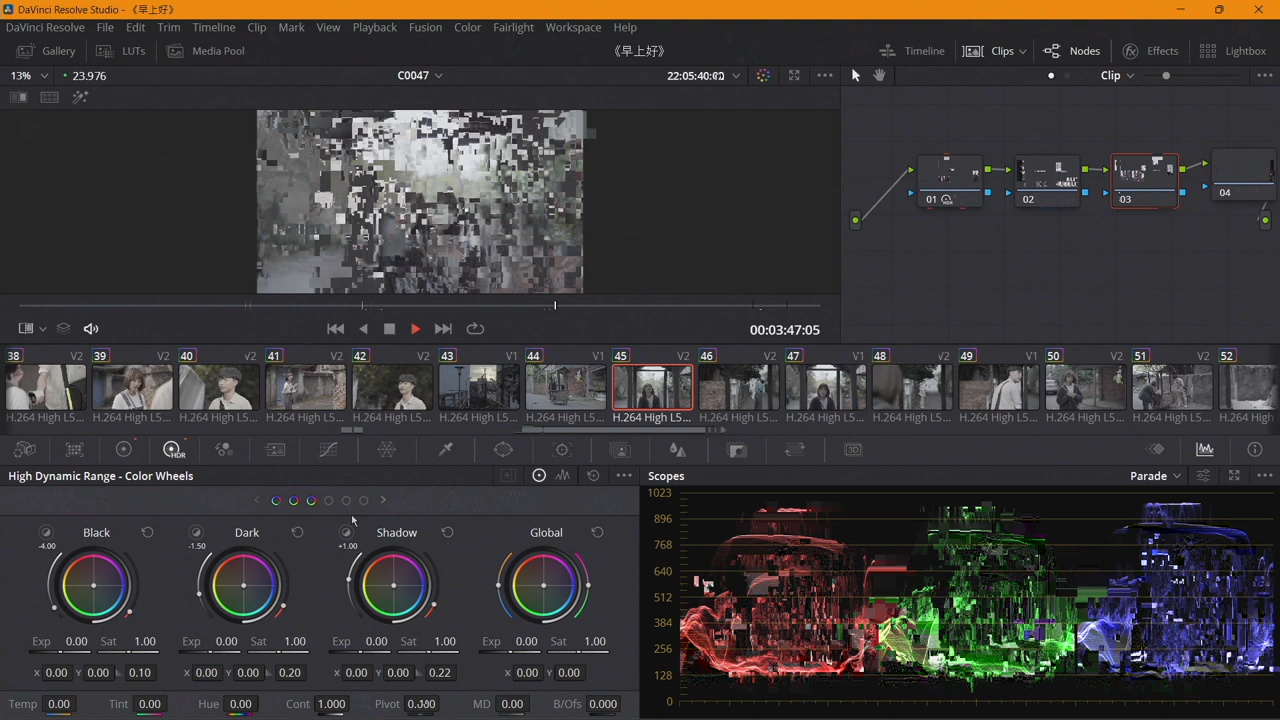 DaVinci Resolve Studio - 《早上好》
DaVinci Resolve File Edit Trim Timeline Clip Mark View Playback Fusion Color Fairlight Workspace Help
Gallery LUTs Media Pool 《早上好》 Timeline Clips Nodes Effects Lightbox
13% 23.976 C0047 Clip
01 HDR 02 03 04
00:03:47:05
38 V2 39 V2 40 V2 41 V2 42 V2 43 V1 44 V1 45 V2 46 V2 47 V1 48 V2 49 V1 50 V2 51 V2 52
H.264 High L5... H.264 High L5... H.264 High L5... H.264 High L5... H.264 High L5... H.264 High L5... H.264 High L5... H.264 High L5... H.264 High L5... H.264 High L5... H.264 High L5... H.264 High L5... H.264 High L5... H.264 High L5... H.264 High
HDR 3D
High Dynamic Range - Color Wheels Scopes Parade
Black Dark Shadow Global
-4.00 -1.50 +1.00
Exp 0.00 Sat 1.00 Exp 0.00 Sat 1.00 Exp 0.00 Sat 1.00 Exp 0.00 Sat 1.00
X 0.00 Y 0.00 0.10 X 0.00 Y 0.00 0.20 X 0.00 Y 0.00 0.22 X 0.00 Y 0.00
Temp 0.00 Tint 0.00 Hue 0.00 Cont 1.000 Pivot MD 0.00 B/Ofs 0.000
1023
896
768
640
512
384
256
128
0